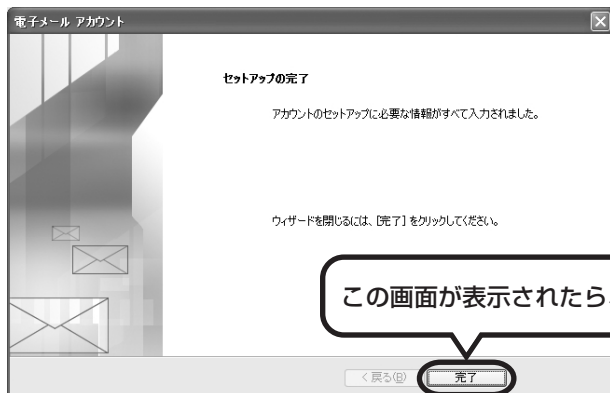 電子メール アカウント
セットアップの完了
アカウントのセットアップに必要な情報がすべて入力されました。
ウィザードを閉じるには、[完了] をクリックしてください。
この画面が表示されたら、
< 戻る(B)
完了